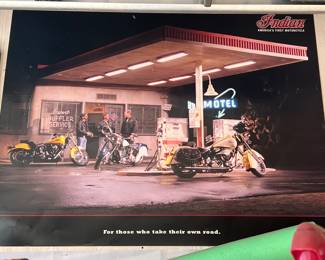 Indian
AMERICA'S FIRST MOTORCYCLE
MOTEL
MUFFLER
SERVICE
For those who take their own road.